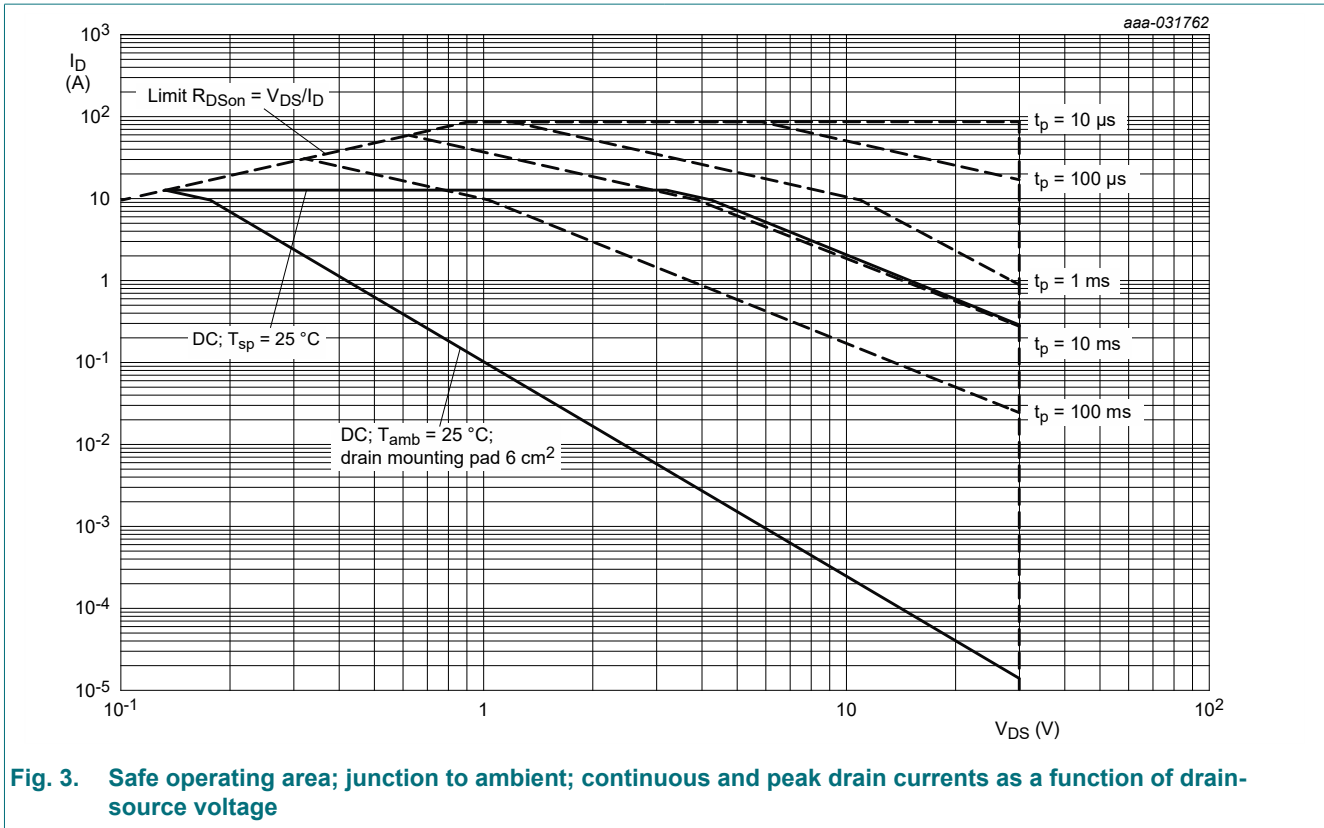 aaa-031762
10³
I_D
(A)
Limit R_DSon = V_DS/I_D
10²
t_p = 10 µs
t_p = 100 µs
10
1
t_p = 1 ms
DC; T_sp = 25 °C
t_p = 10 ms
10⁻¹
t_p = 100 ms
DC; T_amb = 25 °C;
drain mounting pad 6 cm²
10⁻²
10⁻³
10⁻⁴
10⁻⁵
10⁻¹
1
10
10²
V_DS (V)
Fig. 3. Safe operating area; junction to ambient; continuous and peak drain currents as a function of drain-
source voltage